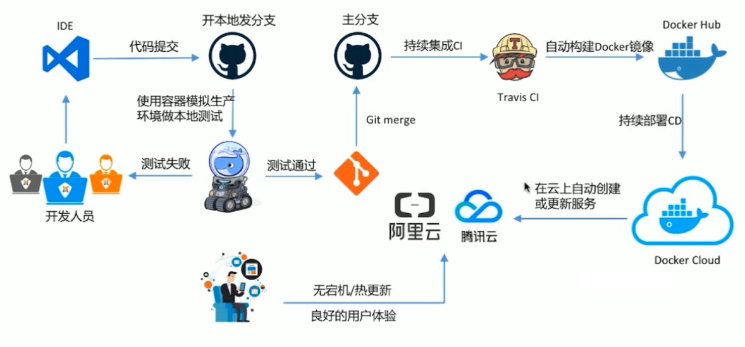 IDE
开本地发分支
主分支
Docker Hub
代码提交
持续集成CI
自动构建Docker镜像
Travis CI
使用容器模拟生产
环境做本地测试
Git merge
持续部署CD
测试失败
测试通过
开发人员
在云上自动创建
或更新服务
阿里云
腾讯云
Docker Cloud
无宕机/热更新
良好的用户体验